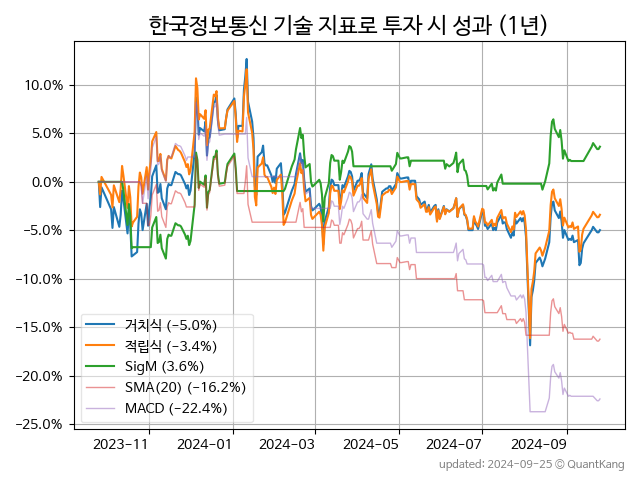 한국정보통신 기술 지표로 투자 시 성과 (1년)
10.0%
5.0%
0.0%
−5.0%
−10.0%
−15.0%
−20.0%
−25.0%
거치식 (−5.0%)
적립식 (−3.4%)
SigM (3.6%)
SMA(20) (−16.2%)
MACD (−22.4%)
2023-11 2024-01 2024-03 2024-05 2024-07 2024-09
updated: 2024-09-25 © QuantKang